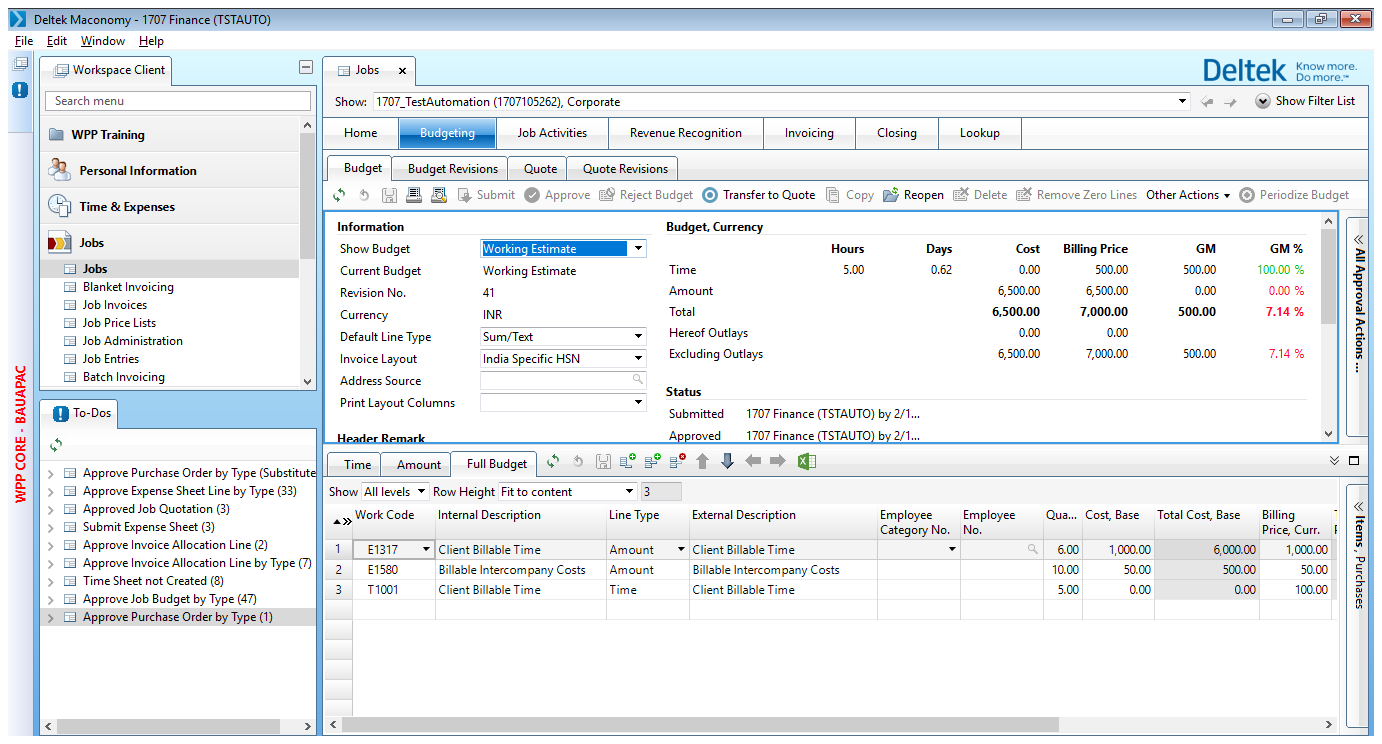 Deltek Maconomy - 1707 Finance (TSTAUTO)
File Edit Window Help
WPP CORE - BAUAPAC
Workspace Client
Search menu
WPP Training
Personal Information
Time & Expenses
Jobs
Jobs
Blanket Invoicing
Job Invoices
Job Price Lists
Job Administration
Job Entries
Batch Invoicing
To-Dos
Approve Purchase Order by Type (Substitute
Approve Expense Sheet Line by Type (33)
Approved Job Quotation (3)
Submit Expense Sheet (3)
Approve Invoice Allocation Line (2)
Approve Invoice Allocation Line by Type (7)
Time Sheet not Created (8)
Approve Job Budget by Type (47)
Approve Purchase Order by Type (1)
Jobs
Deltek Know more. Do more.™
Show: 1707_TestAutomation (1707105262), Corporate Show Filter List
Home Budgeting Job Activities Revenue Recognition Invoicing Closing Lookup
Budget Budget Revisions Quote Quote Revisions
Submit Approve Reject Budget Transfer to Quote Copy Reopen Delete Remove Zero Lines Other Actions Periodize Budget
Information
Show Budget Working Estimate
Current Budget Working Estimate
Revision No. 41
Currency INR
Default Line Type Sum/Text
Invoice Layout India Specific HSN
Address Source
Print Layout Columns
Header Remark
Budget, Currency
Hours Days Cost Billing Price GM GM %
Time 5.00 0.62 0.00 500.00 500.00 100.00 %
Amount 6,500.00 6,500.00 0.00 0.00 %
Total 6,500.00 7,000.00 500.00 7.14 %
Hereof Outlays 0.00 0.00
Excluding Outlays 6,500.00 7,000.00 500.00 7.14 %
Status
Submitted 1707 Finance (TSTAUTO) by 2/1...
Approved 1707 Finance (TSTAUTO) by 2/1...
All Approval Actions ...
Time Amount Full Budget
Show All levels Row Height Fit to content 3
Work Code Internal Description Line Type External Description Employee Category No. Employee No. Qua... Cost, Base Total Cost, Base Billing Price, Curr.
1 E1317 Client Billable Time Amount Client Billable Time 6.00 1,000.00 6,000.00 1,000.00
2 E1580 Billable Intercompany Costs Amount Billable Intercompany Costs 10.00 50.00 500.00 50.00
3 T1001 Client Billable Time Time Client Billable Time 5.00 0.00 0.00 100.00
Items , Purchases